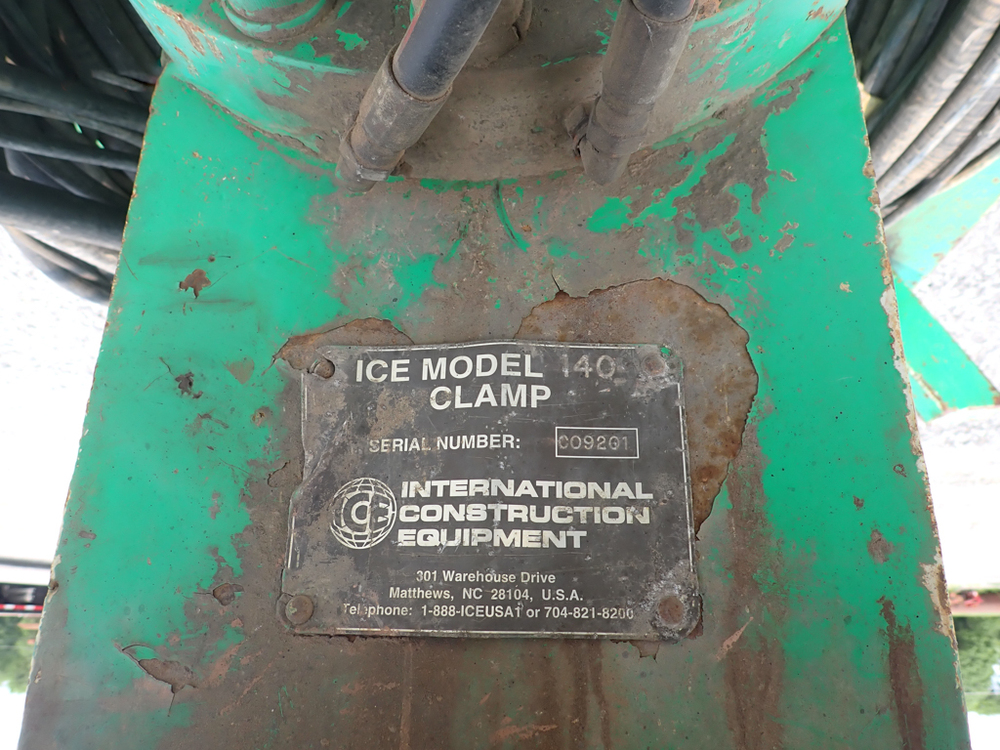 ICE MODEL 140
CLAMP
SERIAL NUMBER: C09201
ICE INTERNATIONAL
CONSTRUCTION
EQUIPMENT
301 Warehouse Drive
Matthews, NC 28104, U.S.A.
Telephone: 1-888-ICEUSA1 or 704-821-8200